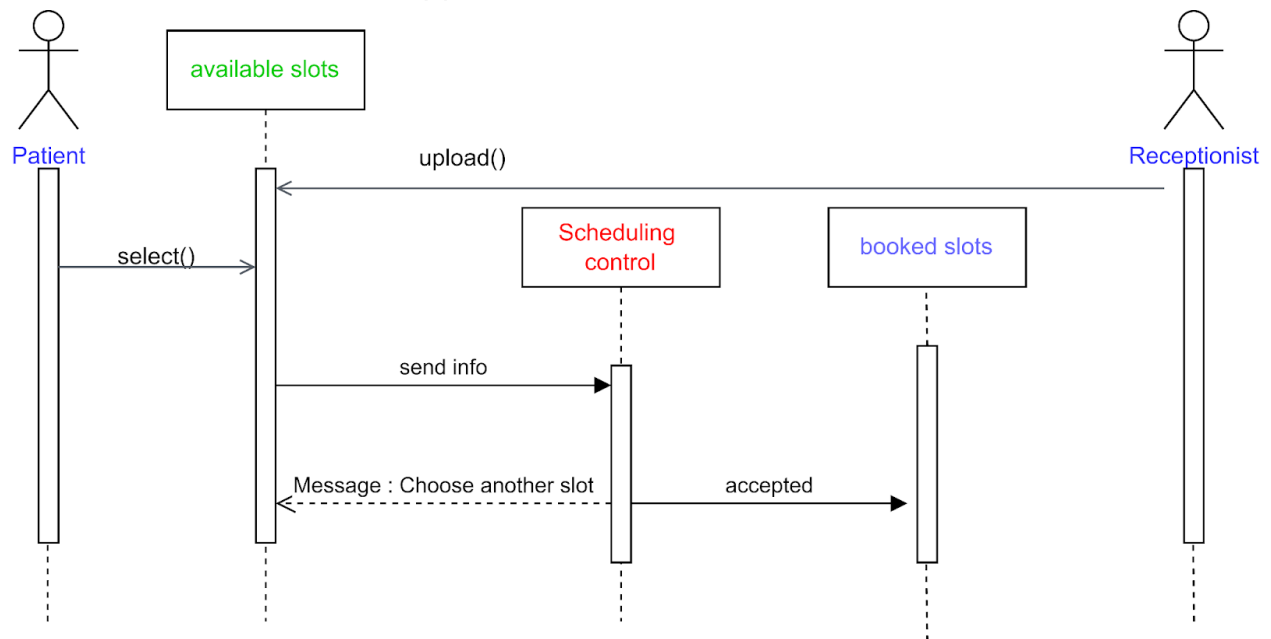 available slots
Patient
upload()
Receptionist
Scheduling
control
booked slots
select()
send info
Message : Choose another slot
accepted